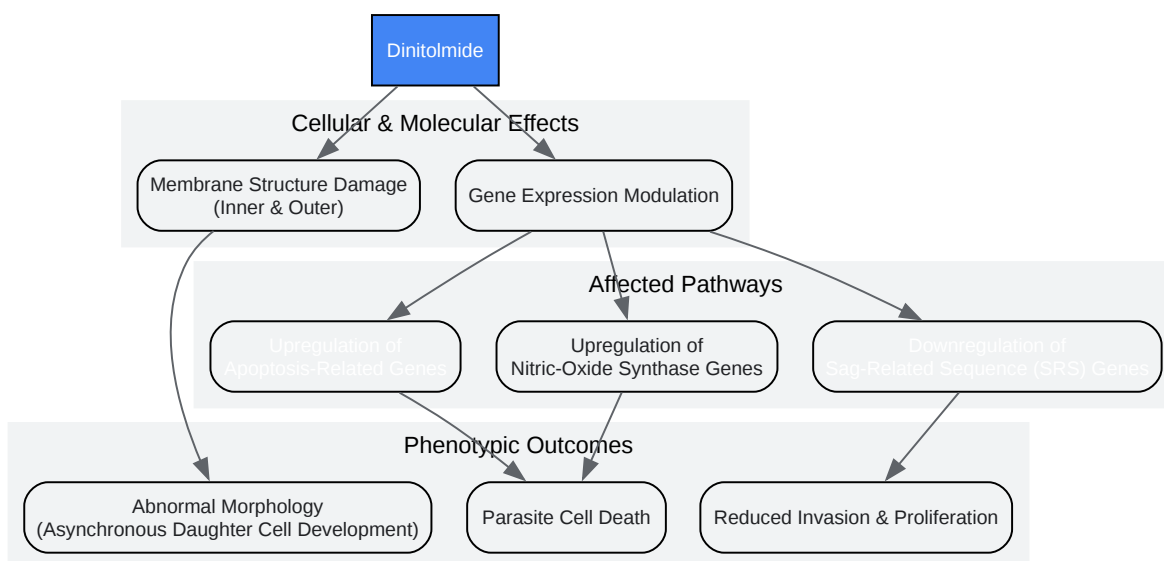 Dinitolmide
Cellular & Molecular Effects
Membrane Structure Damage
(Inner & Outer)
Gene Expression Modulation
Affected Pathways
Upregulation of
Apoptosis-Related Genes
Upregulation of
Nitric-Oxide Synthase Genes
Downregulation of
Sag-Related Sequence (SRS) Genes
Phenotypic Outcomes
Abnormal Morphology
(Asynchronous Daughter Cell Development)
Parasite Cell Death
Reduced Invasion & Proliferation